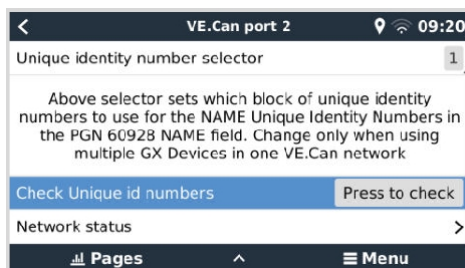 VE.Can port 2 09:20
Unique identity number selector 1
Above selector sets which block of unique identity
numbers to use for the NAME Unique Identity Numbers in
the PGN 60928 NAME field. Change only when using
multiple GX Devices in one VE.Can network
Check Unique id numbers Press to check
Network status
Pages Menu